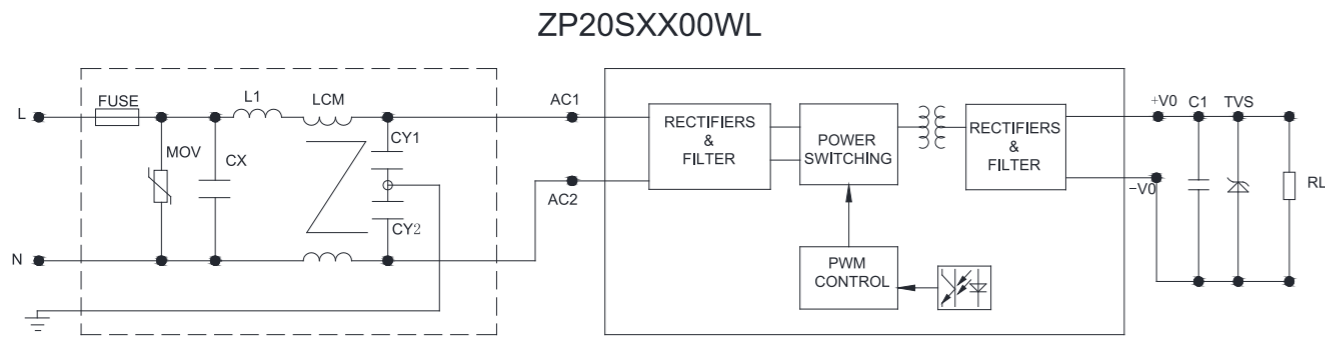 ZP20SXX00WL
FUSE
L1
LCM
AC1
+V0
C1
TVS
L
MOV
CX
CY1
RECTIFIERS
&
FILTER
POWER
SWITCHING
RECTIFIERS
&
FILTER
RL
AC2
−V0
CY2
N
PWM
CONTROL